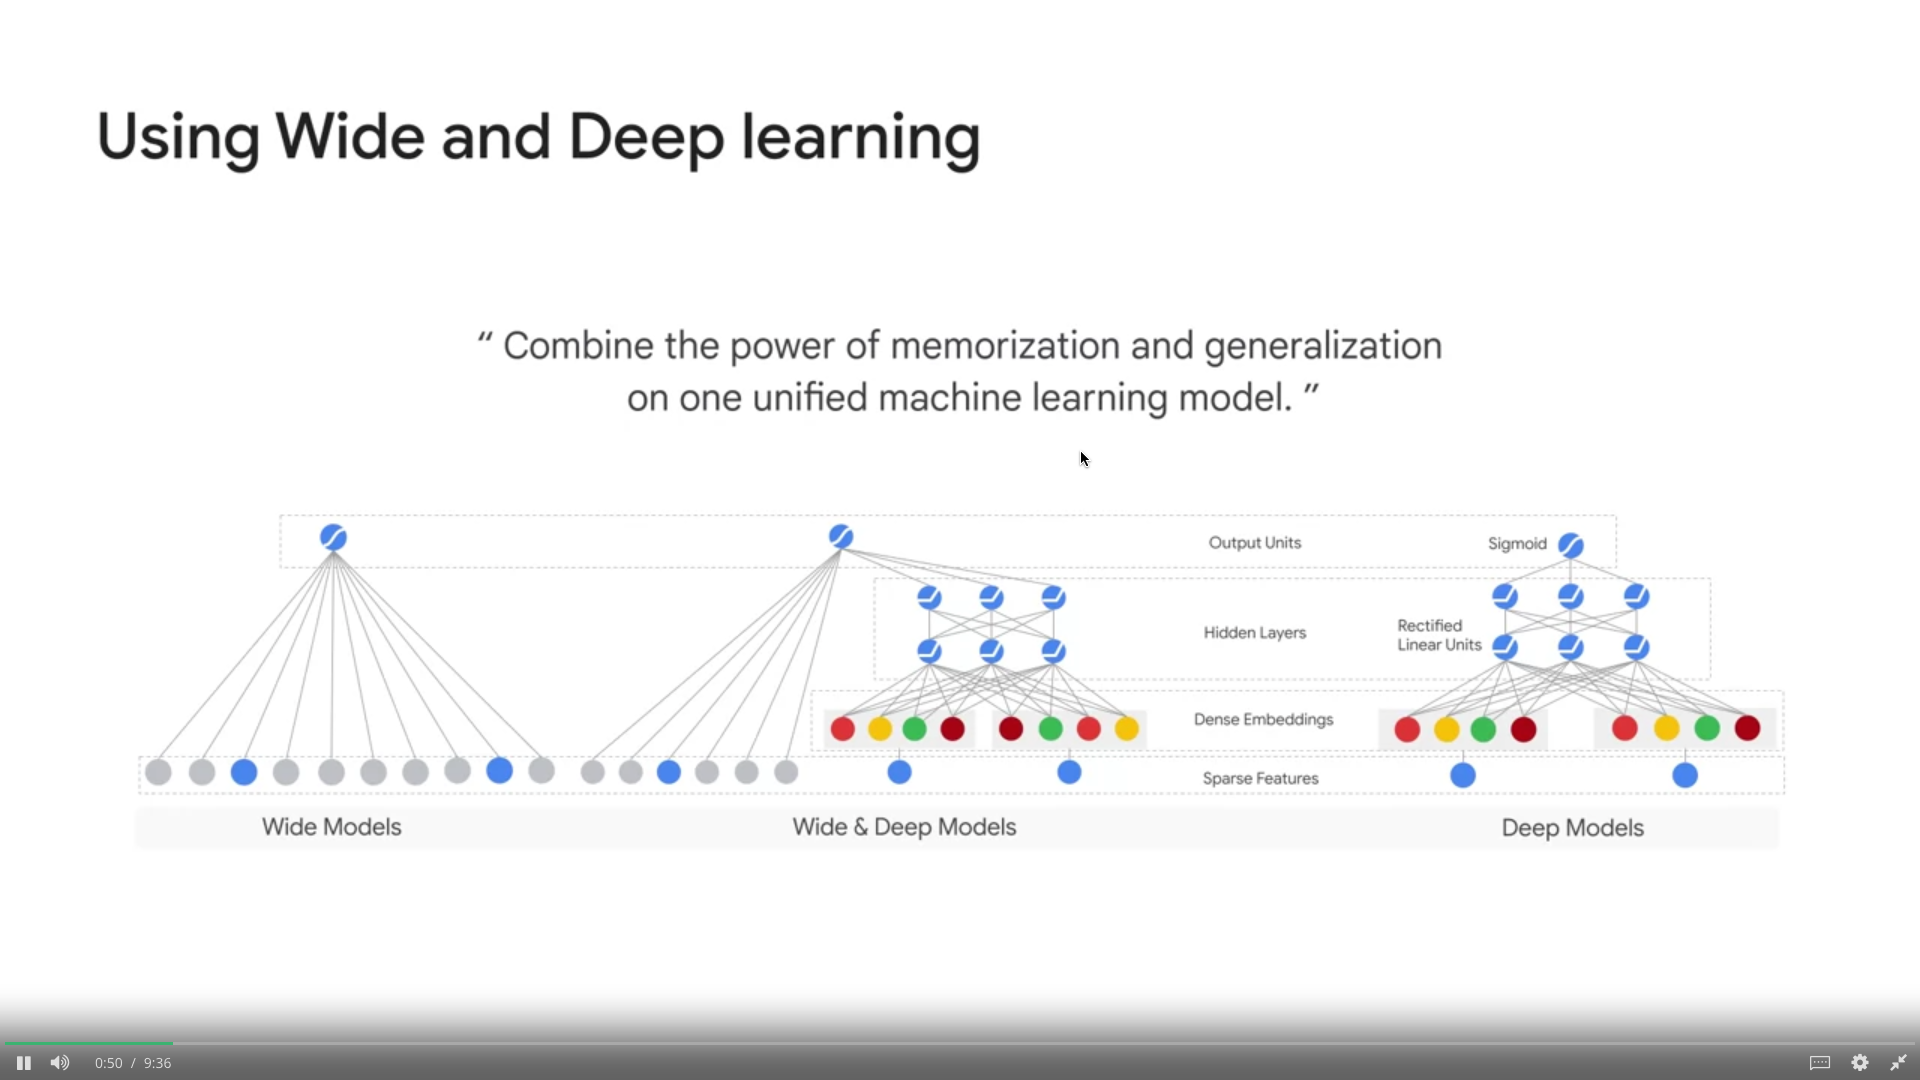 Using Wide and Deep learning
“ Combine the power of memorization and generalization
on one unified machine learning model. ”
Output Units
Sigmoid
Hidden Layers
Rectified
Linear Units
Dense Embeddings
Sparse Features
Wide Models
Wide & Deep Models
Deep Models
0:50 / 9:36